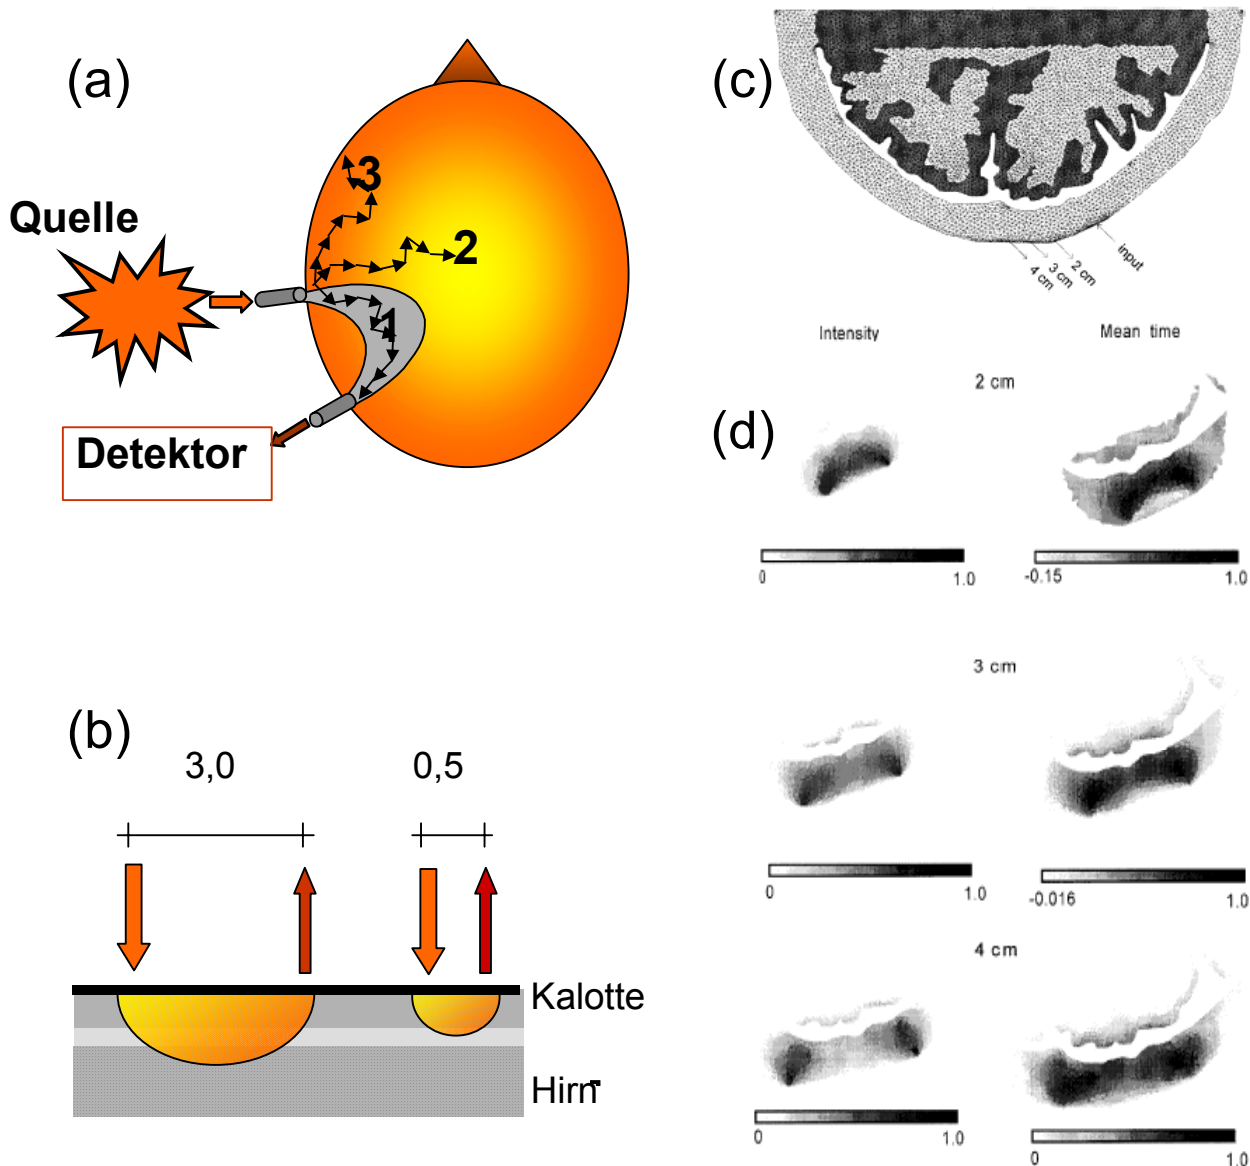 (a)
Quelle
3
2
1
Detektor
(b)
3,0
0,5
Kalotte
Hirn
(c)
input
2 cm
3 cm
4 cm
Intensity
Mean time
2 cm
(d)
0
1.0
-0.15
1.0
3 cm
0
1.0
-0.016
1.0
4 cm
0
1.0
0
1.0